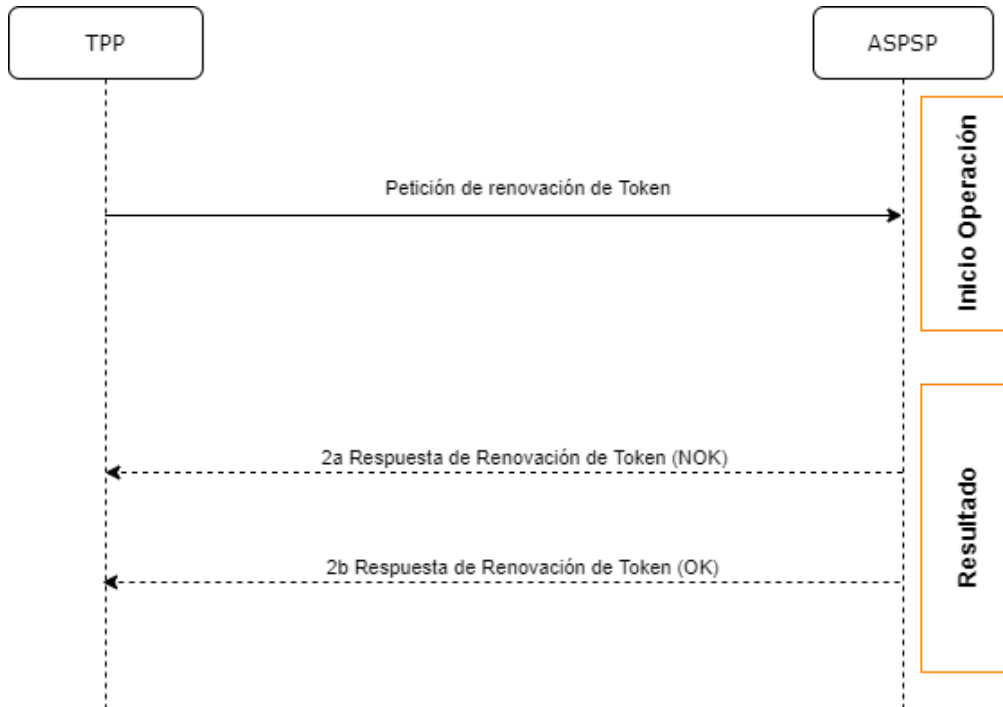 TPP
ASPSP
Inicio Operación
Petición de renovación de Token
2a Respuesta de Renovación de Token (NOK)
Resultado
2b Respuesta de Renovación de Token (OK)